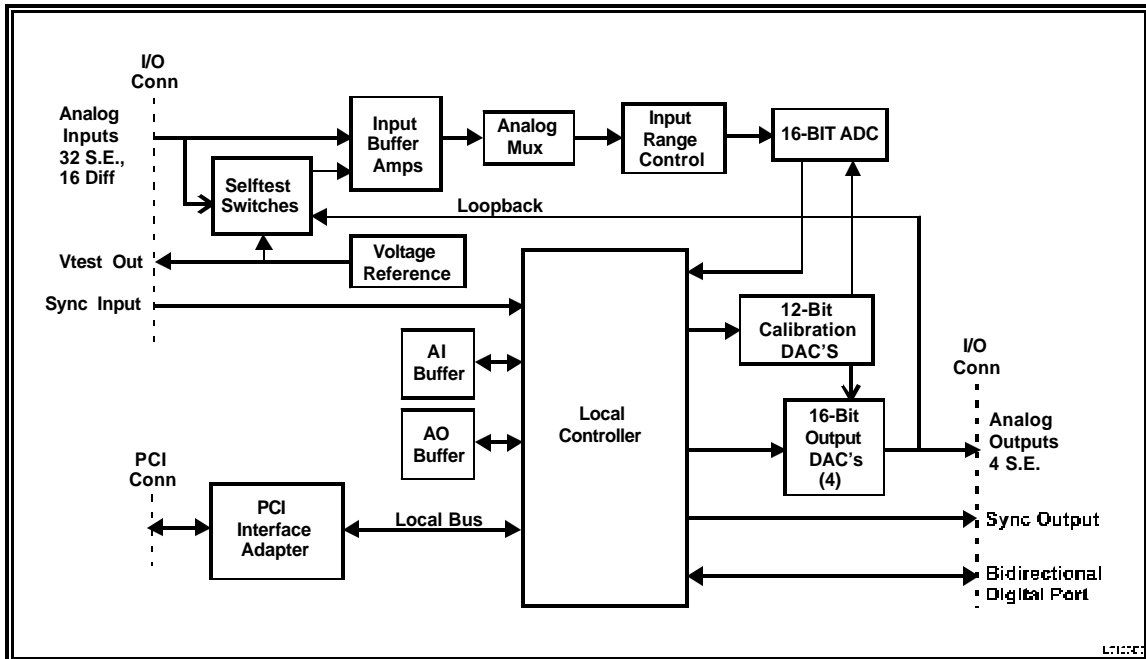 I/O
Conn
Analog
Inputs
32 S.E.,
16 Diff
Input
Buffer
Amps
Analog
Mux
Input
Range
Control
16-BIT ADC
Selftest
Switches
Loopback
Vtest Out
Voltage
Reference
Sync Input
12-Bit
Calibration
DAC'S
I/O
Conn
AI
Buffer
Local
Controller
AO
Buffer
16-Bit
Output
DAC's
(4)
Analog
Outputs
4 S.E.
PCI
Conn
PCI
Interface
Adapter
Local Bus
Sync Output
Bidirectional
Digital Port